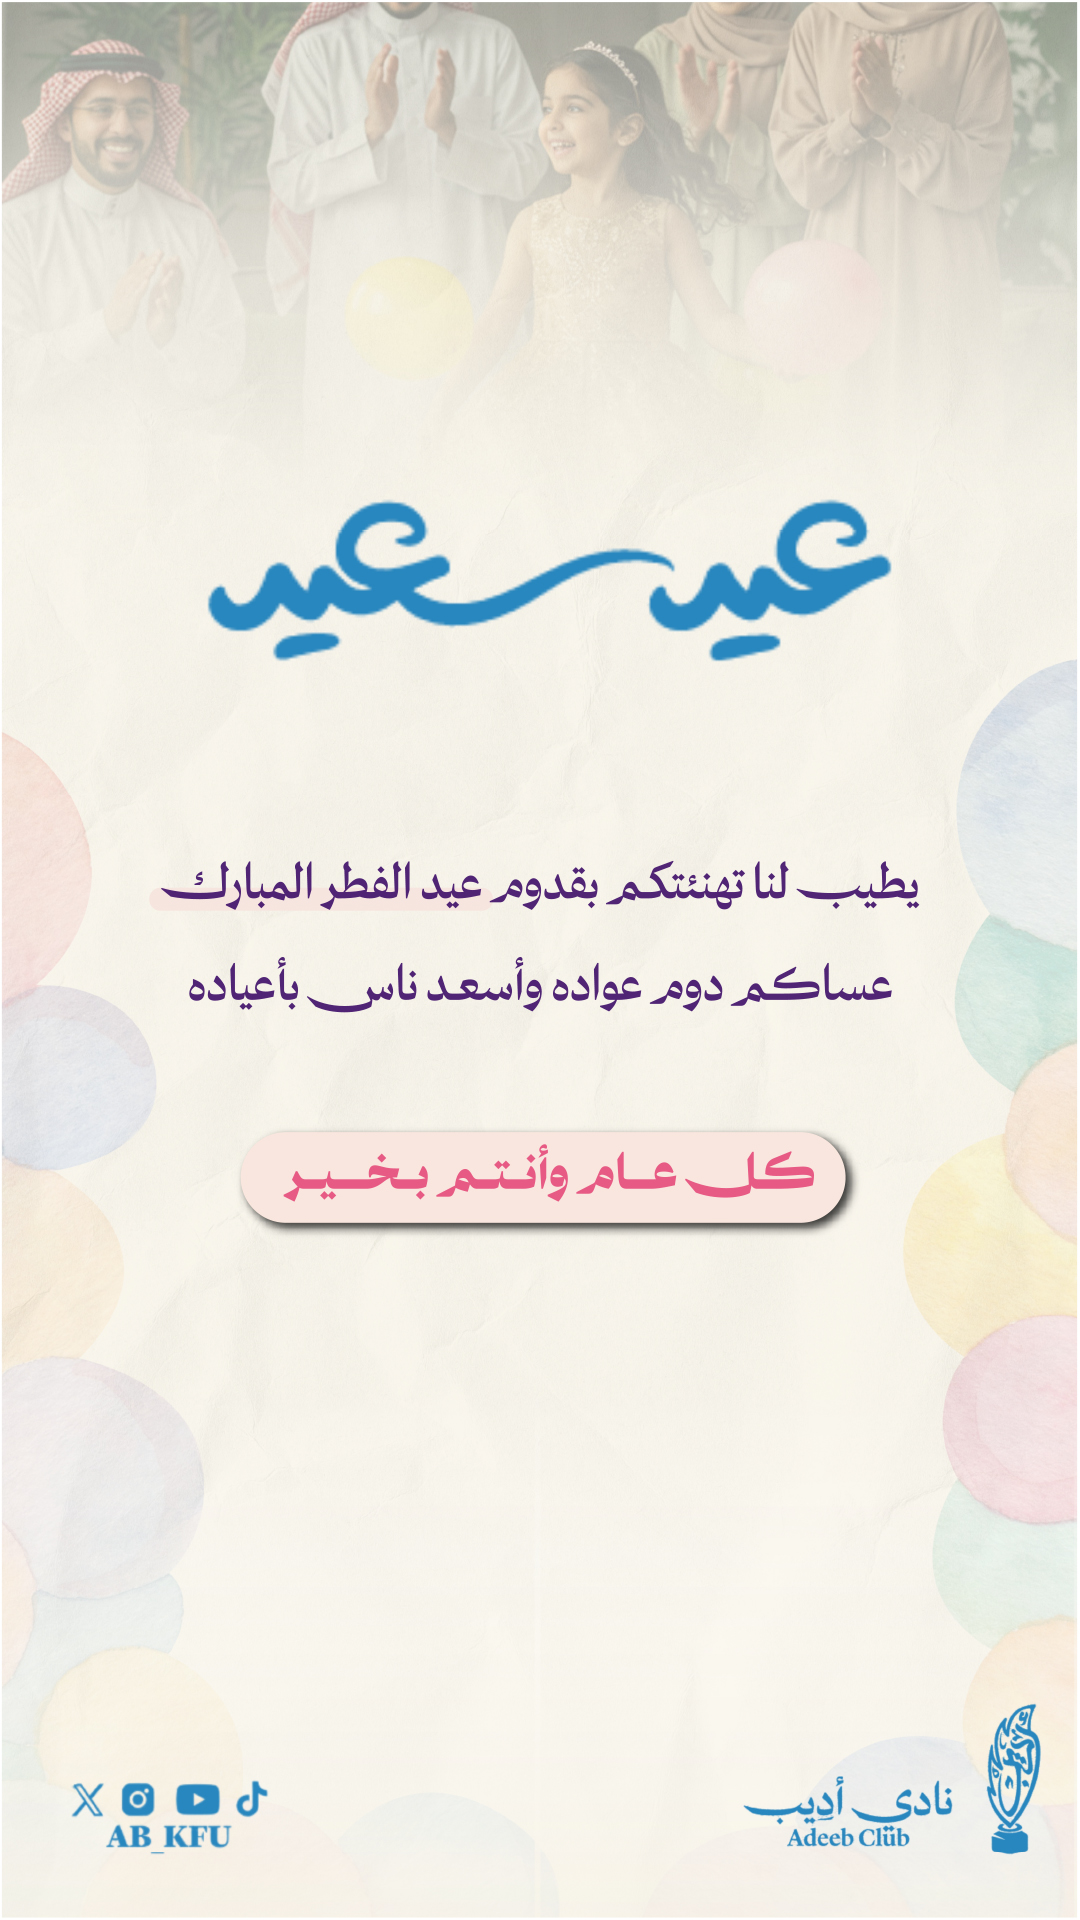 عيد سعيد
يطيب لنا تهنئتكم بقدوم عيد الفطر المبارك
عساكم دوم عواده وأسعد ناس بأعياده
كل عام وأنتم بخير
نادي أديب
Adeeb Club
AB_KFU